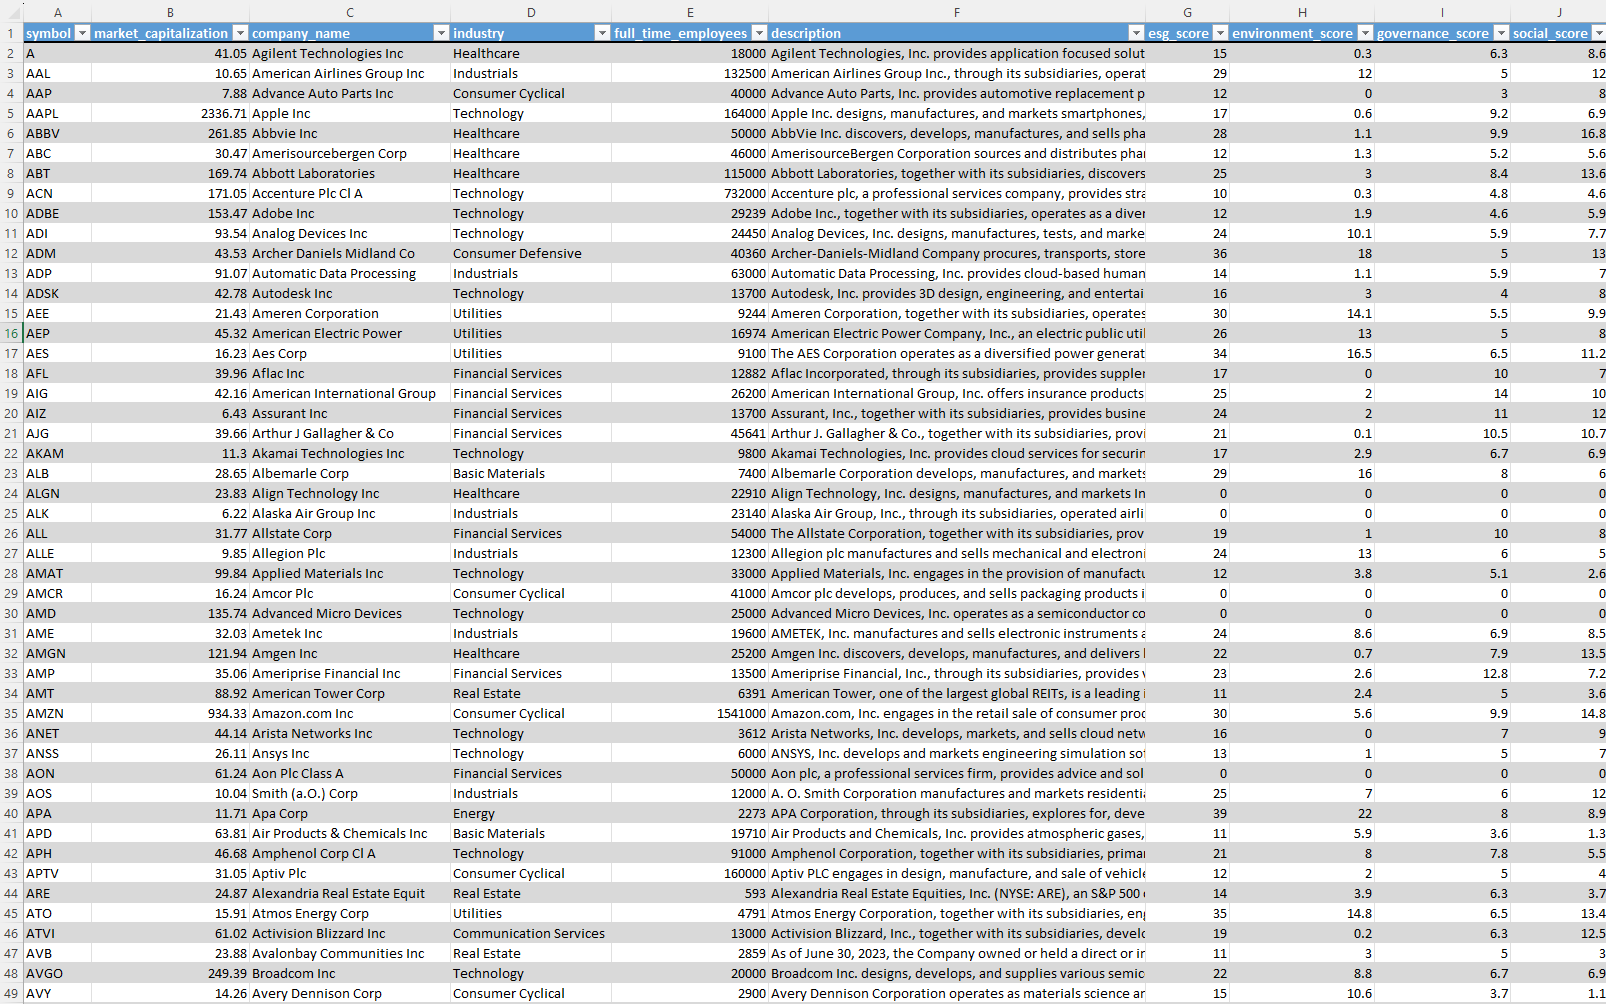 A B C D E F G H I J
1 symbol market_capitalization company_name industry full_time_employees description esg_score environment_score governance_score social_score
2 A 41.05 Agilent Technologies Inc Healthcare 18000 Agilent Technologies, Inc. provides application focused solut 15 0.3 6.3 8.6
3 AAL 10.65 American Airlines Group Inc Industrials 132500 American Airlines Group Inc., through its subsidiaries, operat 29 12 5 12
4 AAP 7.88 Advance Auto Parts Inc Consumer Cyclical 40000 Advance Auto Parts, Inc. provides automotive replacement p 12 0 3 8
5 AAPL 2336.71 Apple Inc Technology 164000 Apple Inc. designs, manufactures, and markets smartphones, 17 0.6 9.2 6.9
6 ABBV 261.85 Abbvie Inc Healthcare 50000 AbbVie Inc. discovers, develops, manufactures, and sells pha 28 1.1 9.9 16.8
7 ABC 30.47 Amerisourcebergen Corp Healthcare 46000 AmerisourceBergen Corporation sources and distributes phar 12 1.3 5.2 5.6
8 ABT 169.74 Abbott Laboratories Healthcare 115000 Abbott Laboratories, together with its subsidiaries, discovers 25 3 8.4 13.6
9 ACN 171.05 Accenture Plc Cl A Technology 732000 Accenture plc, a professional services company, provides stra 10 0.3 4.8 4.6
10 ADBE 153.47 Adobe Inc Technology 29239 Adobe Inc., together with its subsidiaries, operates as a diver 12 1.9 4.6 5.9
11 ADI 93.54 Analog Devices Inc Technology 24450 Analog Devices, Inc. designs, manufactures, tests, and marke 24 10.1 5.9 7.7
12 ADM 43.53 Archer Daniels Midland Co Consumer Defensive 40360 Archer-Daniels-Midland Company procures, transports, store 36 18 5 13
13 ADP 91.07 Automatic Data Processing Industrials 63000 Automatic Data Processing, Inc. provides cloud-based human 14 1.1 5.9 7
14 ADSK 42.78 Autodesk Inc Technology 13700 Autodesk, Inc. provides 3D design, engineering, and entertai 16 3 4 8
15 AEE 21.43 Ameren Corporation Utilities 9244 Ameren Corporation, together with its subsidiaries, operates 30 14.1 5.5 9.9
16 AEP 45.32 American Electric Power Utilities 16974 American Electric Power Company, Inc., an electric public util 26 13 5 8
17 AES 16.23 Aes Corp Utilities 9100 The AES Corporation operates as a diversified power generat 34 16.5 6.5 11.2
18 AFL 39.96 Aflac Inc Financial Services 12882 Aflac Incorporated, through its subsidiaries, provides suppler 17 0 10 7
19 AIG 42.16 American International Group Financial Services 26200 American International Group, Inc. offers insurance products 25 2 14 10
20 AIZ 6.43 Assurant Inc Financial Services 13700 Assurant, Inc., together with its subsidiaries, provides busine 24 2 11 12
21 AJG 39.66 Arthur J Gallagher & Co Financial Services 45641 Arthur J. Gallagher & Co., together with its subsidiaries, provi 21 0.1 10.5 10.7
22 AKAM 11.3 Akamai Technologies Inc Technology 9800 Akamai Technologies, Inc. provides cloud services for securin 17 2.9 6.7 6.9
23 ALB 28.65 Albemarle Corp Basic Materials 7400 Albemarle Corporation develops, manufactures, and markets 29 16 8 6
24 ALGN 23.83 Align Technology Inc Healthcare 22910 Align Technology, Inc. designs, manufactures, and markets In 0 0 0 0
25 ALK 6.22 Alaska Air Group Inc Industrials 23140 Alaska Air Group, Inc., through its subsidiaries, operated airli 0 0 0 0
26 ALL 31.77 Allstate Corp Financial Services 54000 The Allstate Corporation, together with its subsidiaries, prov 19 1 10 8
27 ALLE 9.85 Allegion Plc Industrials 12300 Allegion plc manufactures and sells mechanical and electroni 24 13 6 5
28 AMAT 99.84 Applied Materials Inc Technology 33000 Applied Materials, Inc. engages in the provision of manufactu 12 3.8 5.1 2.6
29 AMCR 16.24 Amcor Plc Consumer Cyclical 41000 Amcor plc develops, produces, and sells packaging products i 0 0 0 0
30 AMD 135.74 Advanced Micro Devices Technology 25000 Advanced Micro Devices, Inc. operates as a semiconductor co 0 0 0 0
31 AME 32.03 Ametek Inc Industrials 19600 AMETEK, Inc. manufactures and sells electronic instruments a 24 8.6 6.9 8.5
32 AMGN 121.94 Amgen Inc Healthcare 25200 Amgen Inc. discovers, develops, manufactures, and delivers 22 0.7 7.9 13.5
33 AMP 35.06 Ameriprise Financial Inc Financial Services 13500 Ameriprise Financial, Inc., through its subsidiaries, provides v 23 2.6 12.8 7.2
34 AMT 88.92 American Tower Corp Real Estate 6391 American Tower, one of the largest global REITs, is a leading i 11 2.4 5 3.6
35 AMZN 934.33 Amazon.com Inc Consumer Cyclical 1541000 Amazon.com, Inc. engages in the retail sale of consumer proc 30 5.6 9.9 14.8
36 ANET 44.14 Arista Networks Inc Technology 3612 Arista Networks, Inc. develops, markets, and sells cloud netw 16 0 7 9
37 ANSS 26.11 Ansys Inc Technology 6000 ANSYS, Inc. develops and markets engineering simulation sof 13 1 5 7
38 AON 61.24 Aon Plc Class A Financial Services 50000 Aon plc, a professional services firm, provides advice and sol 0 0 0 0
39 AOS 10.04 Smith (a.O.) Corp Industrials 12000 A. O. Smith Corporation manufactures and markets residentia 25 7 6 12
40 APA 11.71 Apa Corp Energy 2273 APA Corporation, through its subsidiaries, explores for, deve 39 22 8 8.9
41 APD 63.81 Air Products & Chemicals Inc Basic Materials 19710 Air Products and Chemicals, Inc. provides atmospheric gases, 11 5.9 3.6 1.3
42 APH 46.68 Amphenol Corp Cl A Technology 91000 Amphenol Corporation, together with its subsidiaries, primar 21 8 7.8 5.5
43 APTV 31.05 Aptiv Plc Consumer Cyclical 160000 Aptiv PLC engages in design, manufacture, and sale of vehicle 12 2 5 4
44 ARE 24.87 Alexandria Real Estate Equit Real Estate 593 Alexandria Real Estate Equities, Inc. (NYSE: ARE), an S&P 500 14 3.9 6.3 3.7
45 ATO 15.91 Atmos Energy Corp Utilities 4791 Atmos Energy Corporation, together with its subsidiaries, eng 35 14.8 6.5 13.4
46 ATVI 61.02 Activision Blizzard Inc Communication Services 13000 Activision Blizzard, Inc., together with its subsidiaries, develc 19 0.2 6.3 12.5
47 AVB 23.88 Avalonbay Communities Inc Real Estate 2859 As of June 30, 2023, the Company owned or held a direct or ir 11 3 5 3
48 AVGO 249.39 Broadcom Inc Technology 20000 Broadcom Inc. designs, develops, and supplies various semic 22 8.8 6.7 6.9
49 AVY 14.26 Avery Dennison Corp Consumer Cyclical 2900 Avery Dennison Corporation operates as materials science ar 15 10.6 3.7 1.1